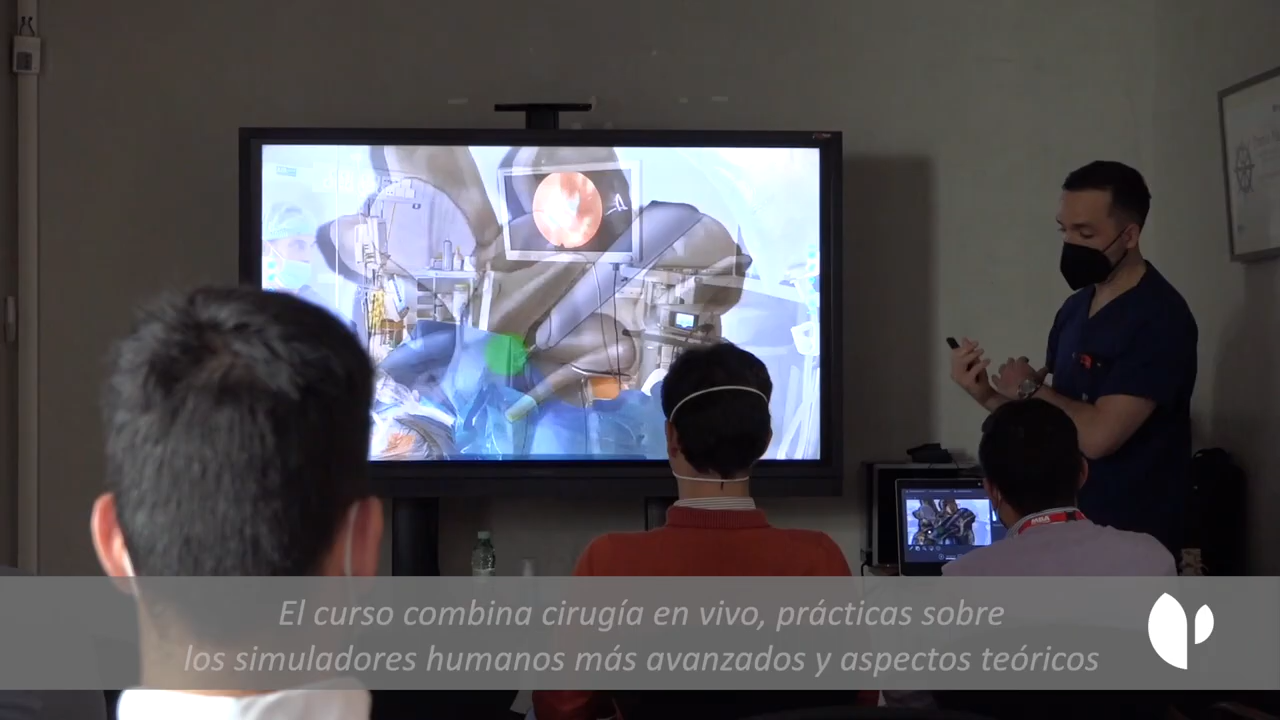 El curso combina cirugía en vivo, prácticas sobre
los simuladores humanos más avanzados y aspectos teóricos